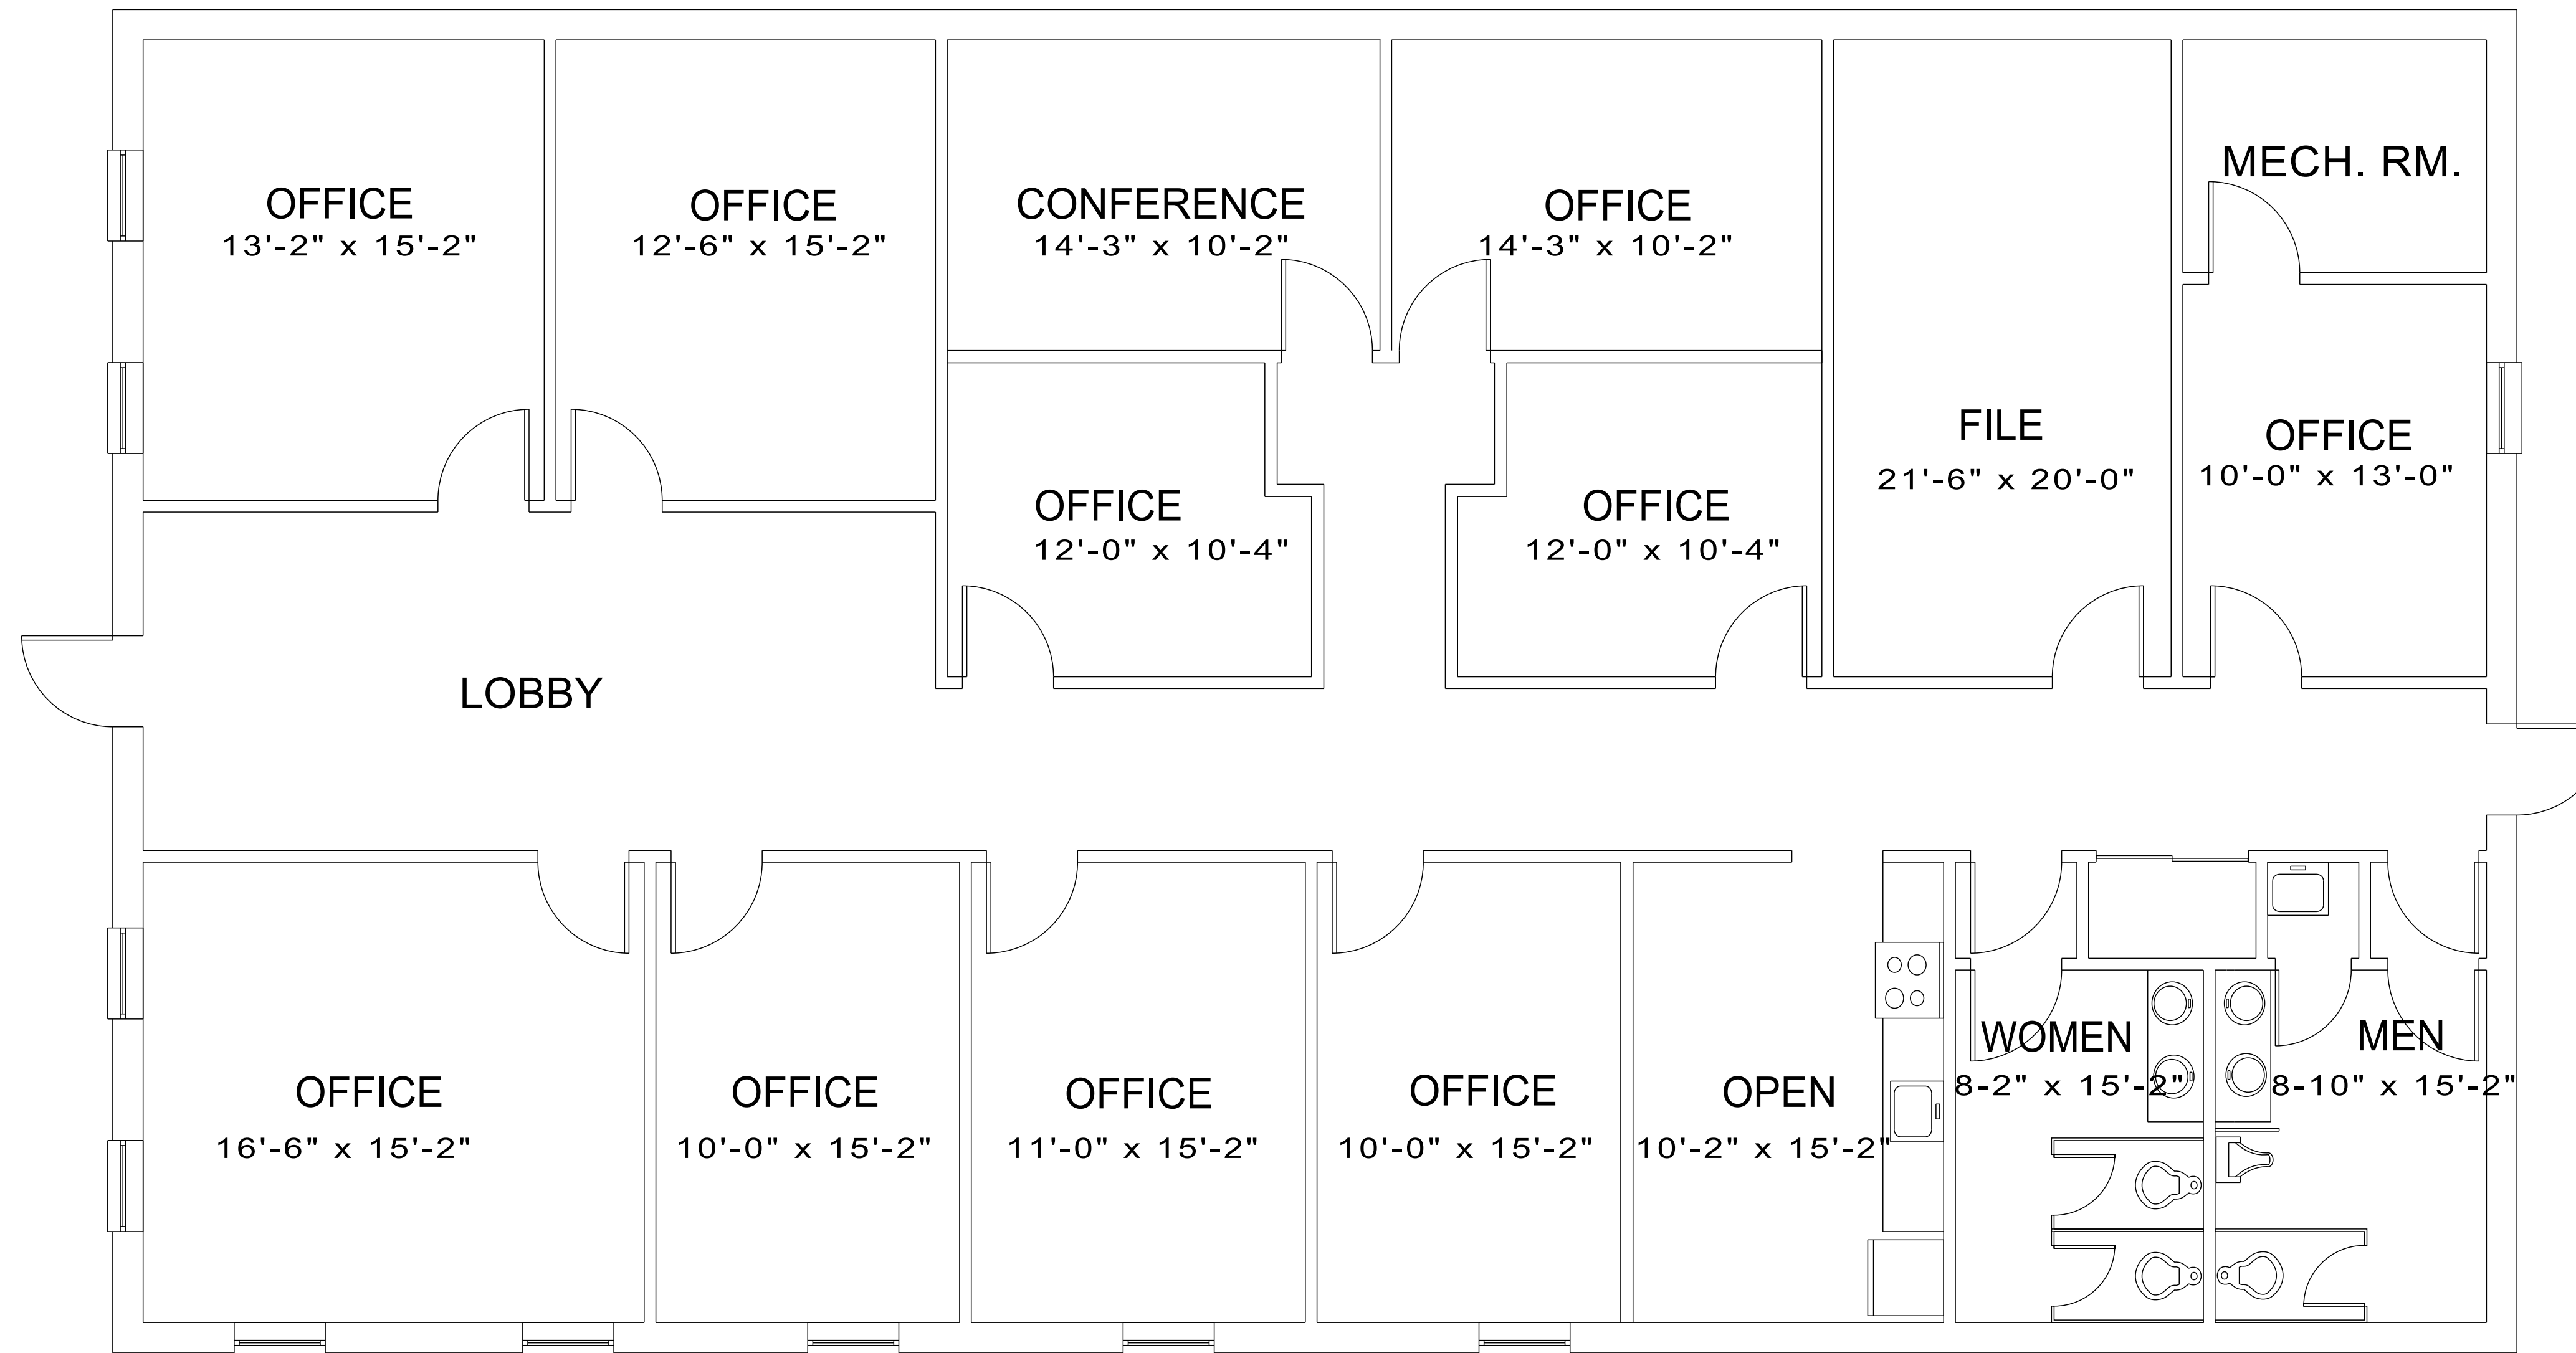 OFFICE
13'-2" x 15'-2"
OFFICE
12'-6" x 15'-2"
CONFERENCE
14'-3" x 10'-2"
OFFICE
14'-3" x 10'-2"
MECH. RM.
FILE
21'-6" x 20'-0"
OFFICE
10'-0" x 13'-0"
OFFICE
12'-0" x 10'-4"
OFFICE
12'-0" x 10'-4"
LOBBY
OFFICE
16'-6" x 15'-2"
OFFICE
10'-0" x 15'-2"
OFFICE
11'-0" x 15'-2"
OFFICE
10'-0" x 15'-2"
OPEN
10'-2" x 15'-2"
WOMEN
8-2" x 15'-2"
MEN
8-10" x 15'-2"